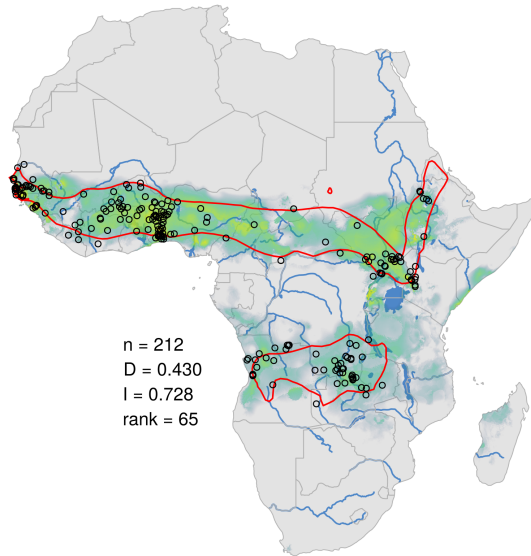 n = 212
D = 0.430
I = 0.728
rank = 65